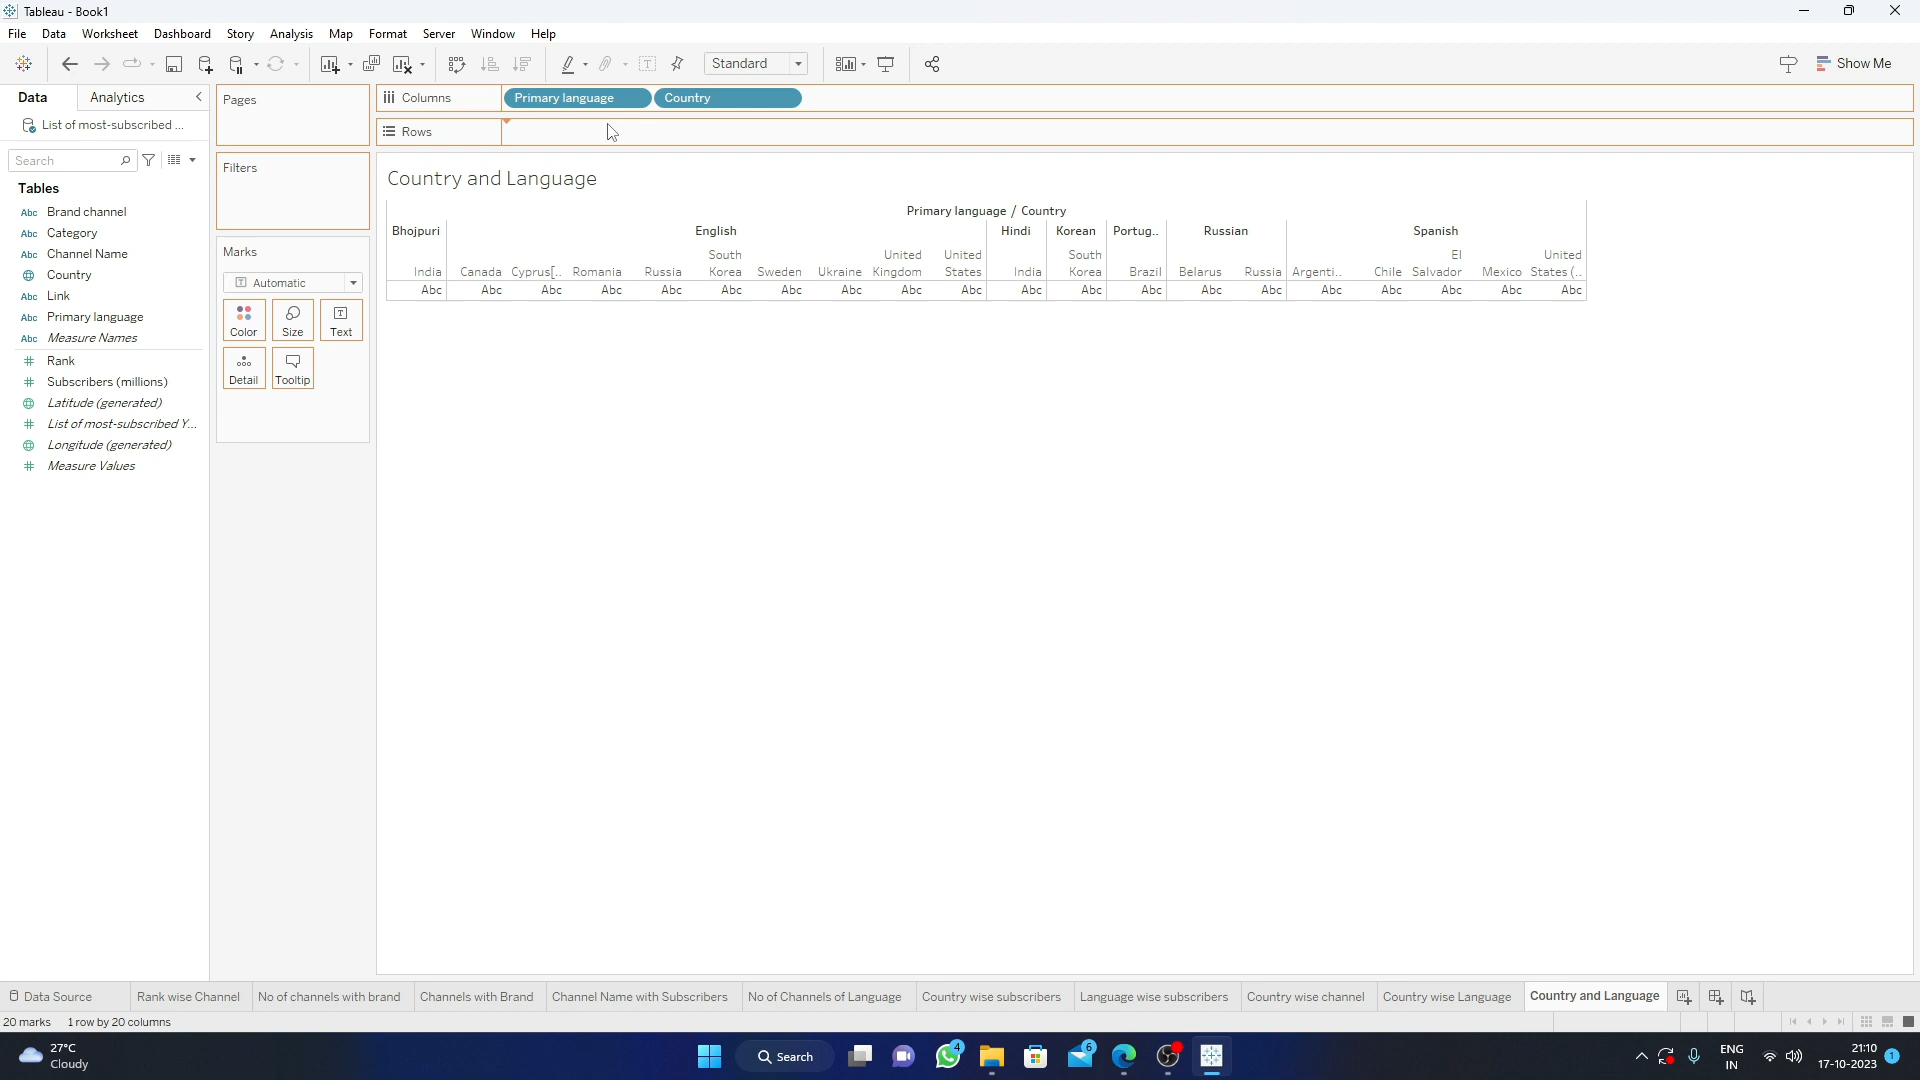 Tableau - Book1
File Data Worksheet Dashboard Story Analysis Map Format Server Window Help
Standard
Show Me
Data Analytics
Pages
Columns Primary language Country
List of most-subscribed ...
Rows
Search
Filters
Tables
Country and Language
Abc Brand channel
Primary language / Country
Abc Category
Bhojpuri English Hindi Korean Portug.. Russian Spanish
Abc Channel Name
Marks
Country
India Canada Cyprus[.. Romania Russia South Korea Sweden Ukraine United Kingdom United States India South Korea Brazil Belarus Russia Argenti.. Chile El Salvador Mexico United States (..
Automatic
Abc Abc Abc Abc Abc Abc Abc Abc Abc Abc Abc Abc Abc Abc Abc Abc Abc Abc Abc Abc
Abc Link
Abc Primary language
Color Size Text
Abc Measure Names
Rank
Subscribers (millions)
Detail Tooltip
Latitude (generated)
List of most-subscribed Y...
Longitude (generated)
Measure Values
Data Source Rank wise Channel No of channels with brand Channels with Brand Channel Name with Subscribers No of Channels of Language Country wise subscribers Language wise subscribers Country wise channel Country wise Language Country and Language
20 marks 1 row by 20 columns
27°C
Cloudy
Search
4
6
ENG
IN
21:10
17-10-2023
1